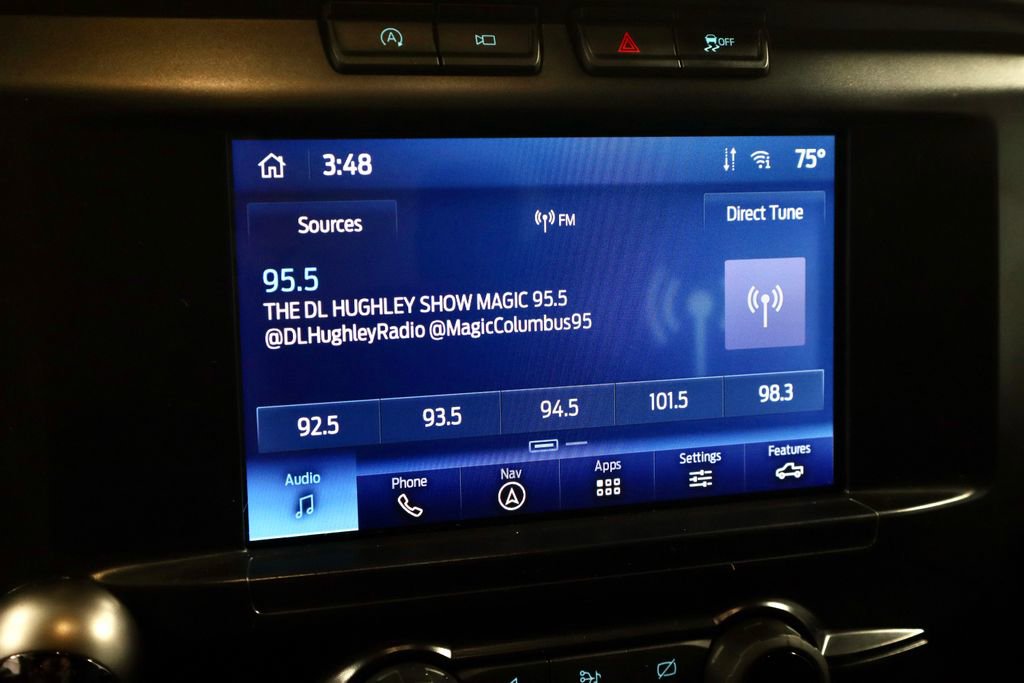 A
OFF
3:48
75°
Sources
FM
Direct Tune
95.5
THE DL HUGHLEY SHOW MAGIC 95.5
@DLHughleyRadio @MagicColumbus95
92.5 93.5 94.5 101.5 98.3
Audio Phone Nav Apps Settings Features